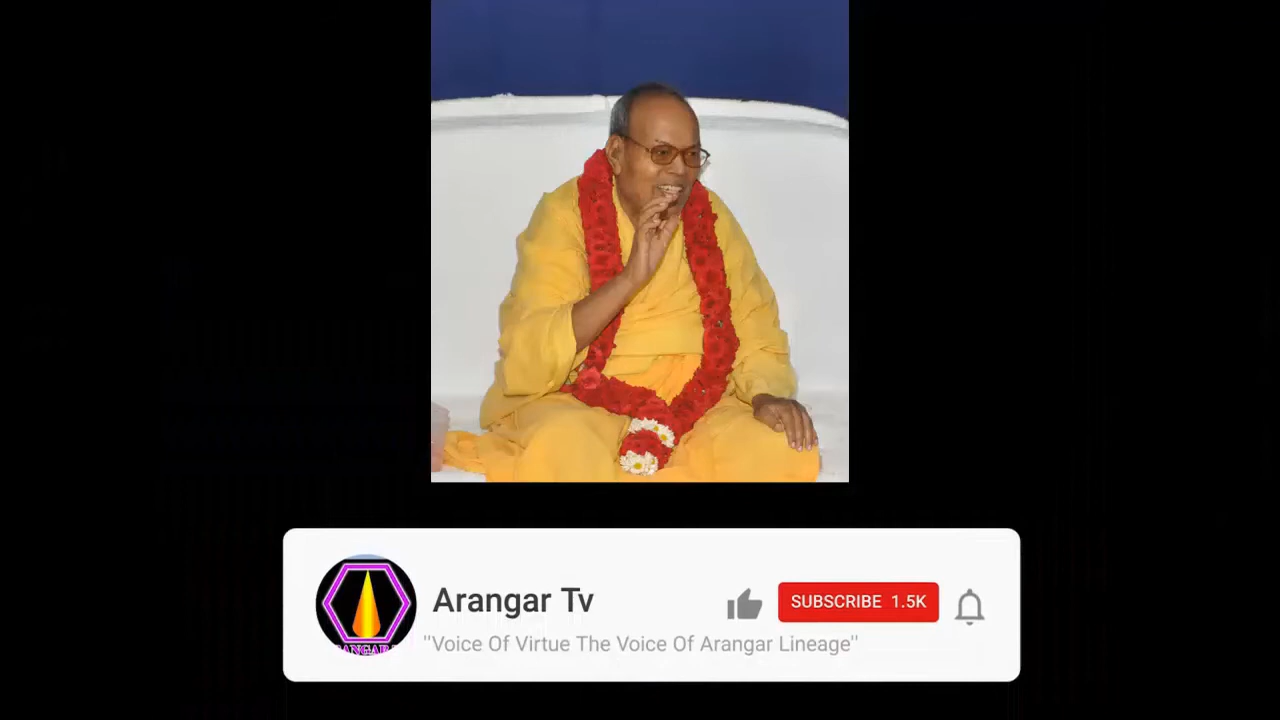 Arangar Tv
SUBSCRIBE 1.5K
"Voice Of Virtue The Voice Of Arangar Lineage"